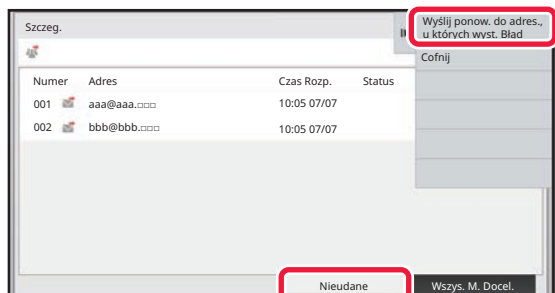 Szczeg.
Wyślij ponow. do adres.,
u których wyst. Błąd
Cofnij
Numer Adres Czas Rozp. Status
001 aaa@aaa.□□□ 10:05 07/07
002 bbb@bbb.□□□ 10:05 07/07
Nieudane Wszys. M. Docel.